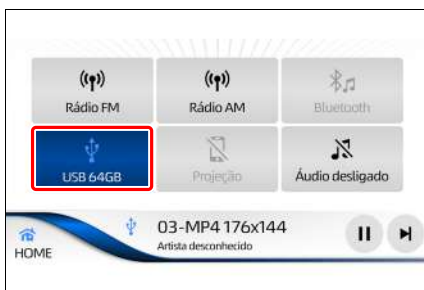 Rádio FM
Rádio AM
Bluetooth
USB 64GB
Projeção
Áudio desligado
HOME
03-MP4 176x144
Artista desconhecido